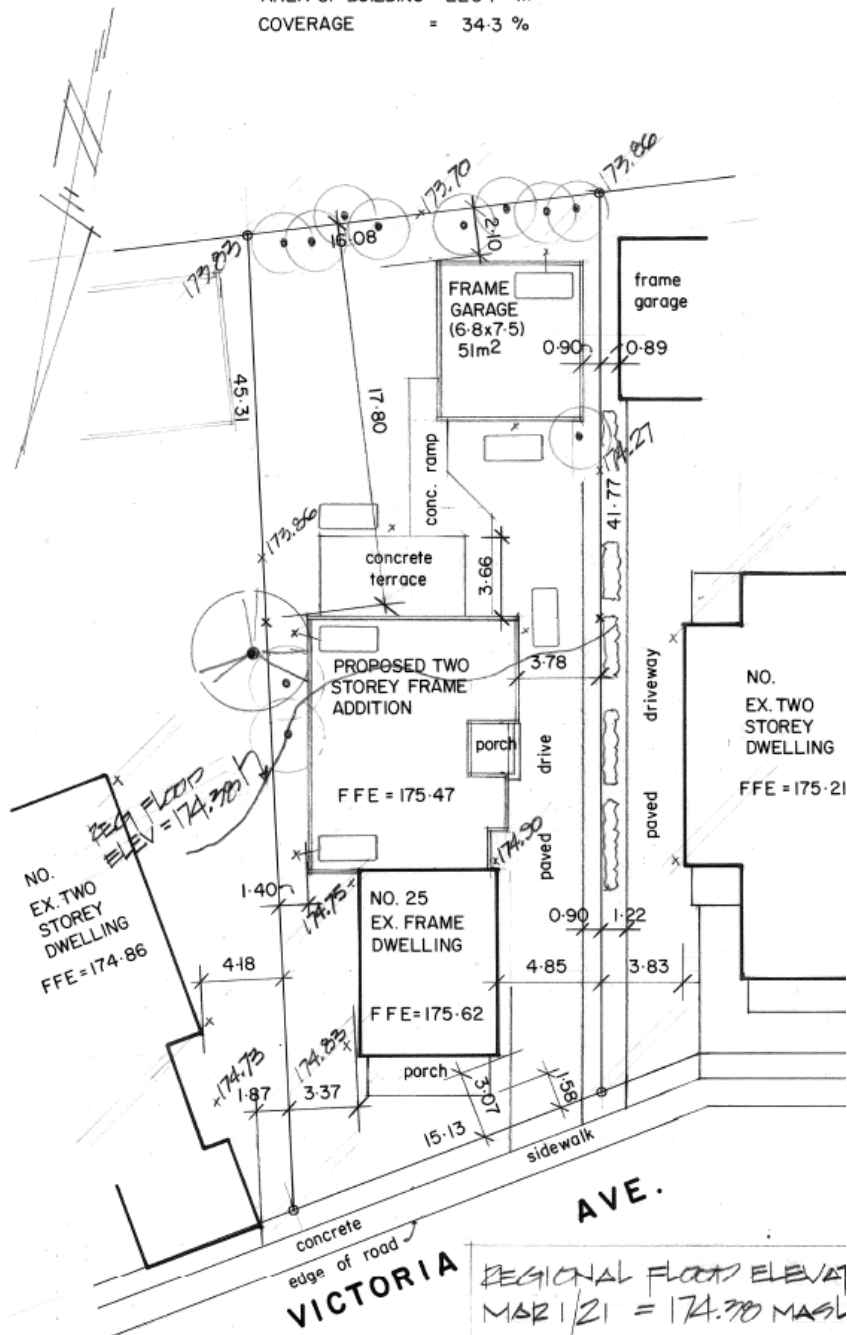 COVERAGE = 34.3 %
173.86
173.70
2.10
16.08
173.83
FRAME
GARAGE
(6.8x7.5)
51m2
frame
garage
0.90
0.89
45.31
17.80
conc. ramp
174.27
41.77
173.86
concrete
terrace
3.66
PROPOSED TWO
STOREY FRAME
ADDITION
3.78
porch
drive
paved
driveway
paved
NO.
EX. TWO
STOREY
DWELLING
FFE = 175.21
FFE = 175.47
REG FLOOD
ELEV = 174.38
174.90
NO.
EX. TWO
STOREY
DWELLING
FFE = 174.86
1.40
174.75
NO. 25
EX. FRAME
DWELLING
FFE = 175.62
0.90
1.22
4.18
4.85
3.83
174.73
174.83
1.87
3.37
porch
3.07
1.58
15.13
sidewalk
concrete
edge of road
VICTORIA AVE.
REGIONAL FLOOD ELEVAT
MAR 1/21 = 174.38 MASL